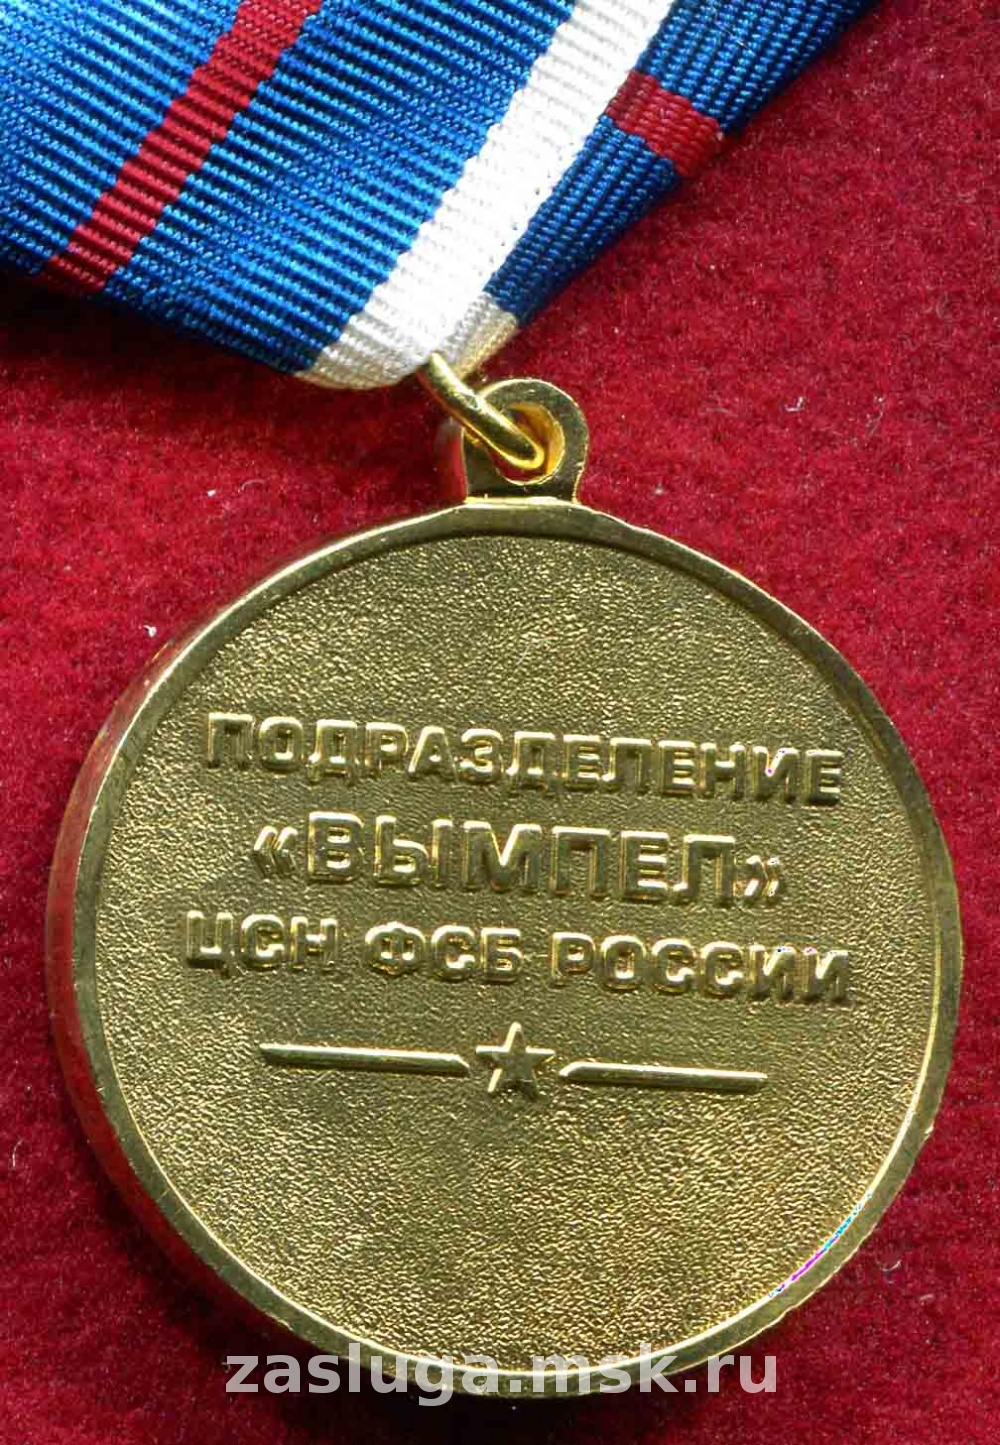 ПОДРАЗДЕЛЕНИЕ
«ВЫМПЕЛ»
ЦСН ФСБ РОССИИ
zasluga.msk.ru